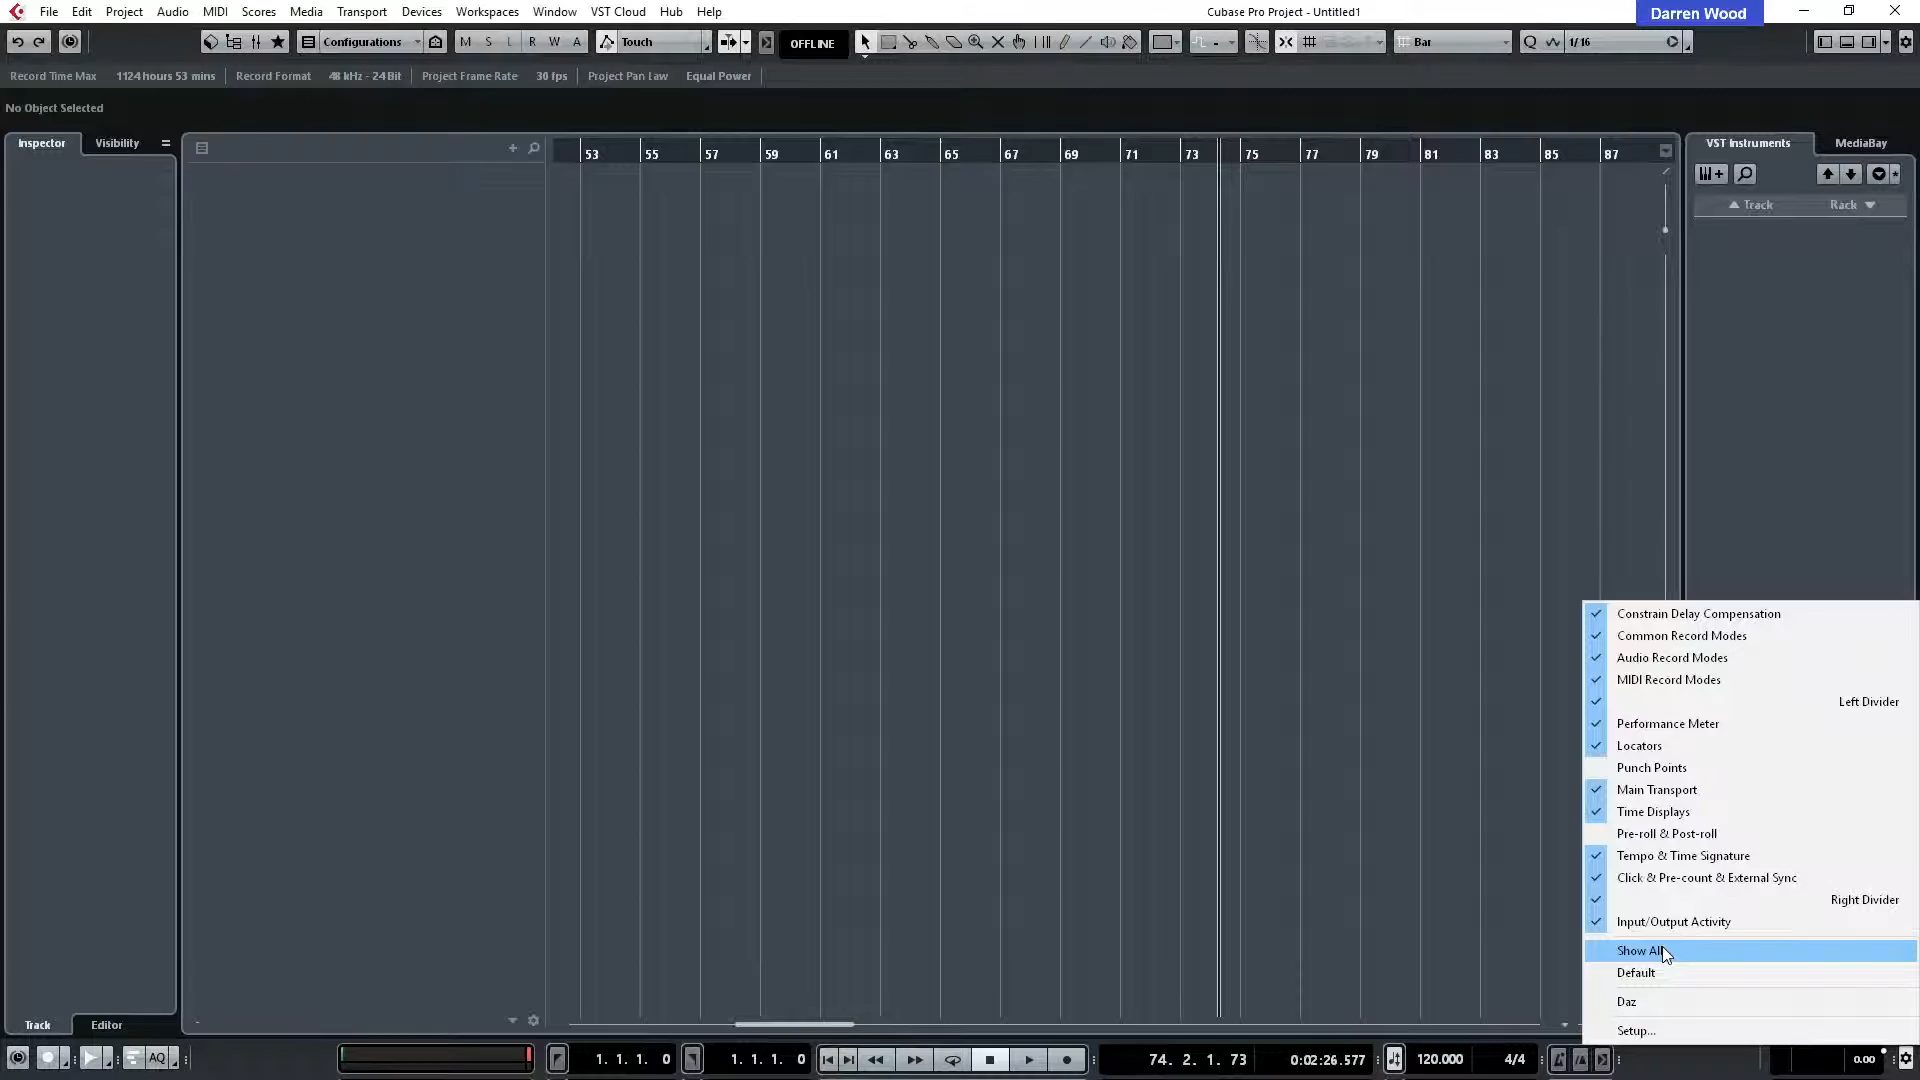 File Edit Project Audio MIDI Scores Media Transport Devices Workspaces Window VST Cloud Hub Help
Cubase Pro Project - Untitled1
Darren Wood
Configurations M S L R W A Touch OFFLINE Bar Q 1/16
Record Time Max 1124 hours 53 mins Record Format 48 kHz - 24 Bit Project Frame Rate 30 fps Project Pan Law Equal Power
No Object Selected
Inspector Visibility
VST Instruments MediaBay
53 55 57 59 61 63 65 67 69 71 73 75 77 79 81 83 85 87
Track Rack
Constrain Delay Compensation
Common Record Modes
Audio Record Modes
MIDI Record Modes
Left Divider
Performance Meter
Locators
Punch Points
Main Transport
Time Displays
Pre-roll & Post-roll
Tempo & Time Signature
Click & Pre-count & External Sync
Right Divider
Input/Output Activity
Show All
Default
Daz
Setup...
Track Editor
AQ 1. 1. 1. 0 1. 1. 1. 0 74. 2. 1. 73 0:02:26.577 120.000 4/4 0.00